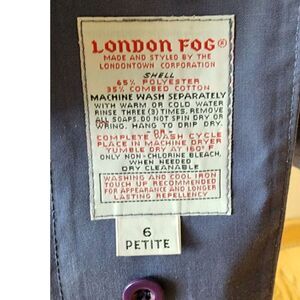 LONDON FOG®
MADE AND STYLED BY THE
LONDONTOWN CORPORATION
SHELL
65% POLYESTER
35% COMBED COTTON
MACHINE WASH SEPARATELY
WITH WARM OR COLD WATER
RINSE THREE (3) TIMES. REMOVE
ALL SOAPS. DO NOT SPIN DRY OR
WRING. HANG TO DRIP DRY.
-OR-
COMPLETE WASH CYCLE
PLACE IN MACHINE DRYER
TUMBLE DRY AT 160° F
ONLY NON-CHLORINE BLEACH,
WHEN NEEDED
DRY CLEANABLE
WASHING AND COOL IRON
TOUCH UP RECOMMENDED
FOR APPEARANCE AND LONGER
LASTING REPELLENCY
6
PETITE